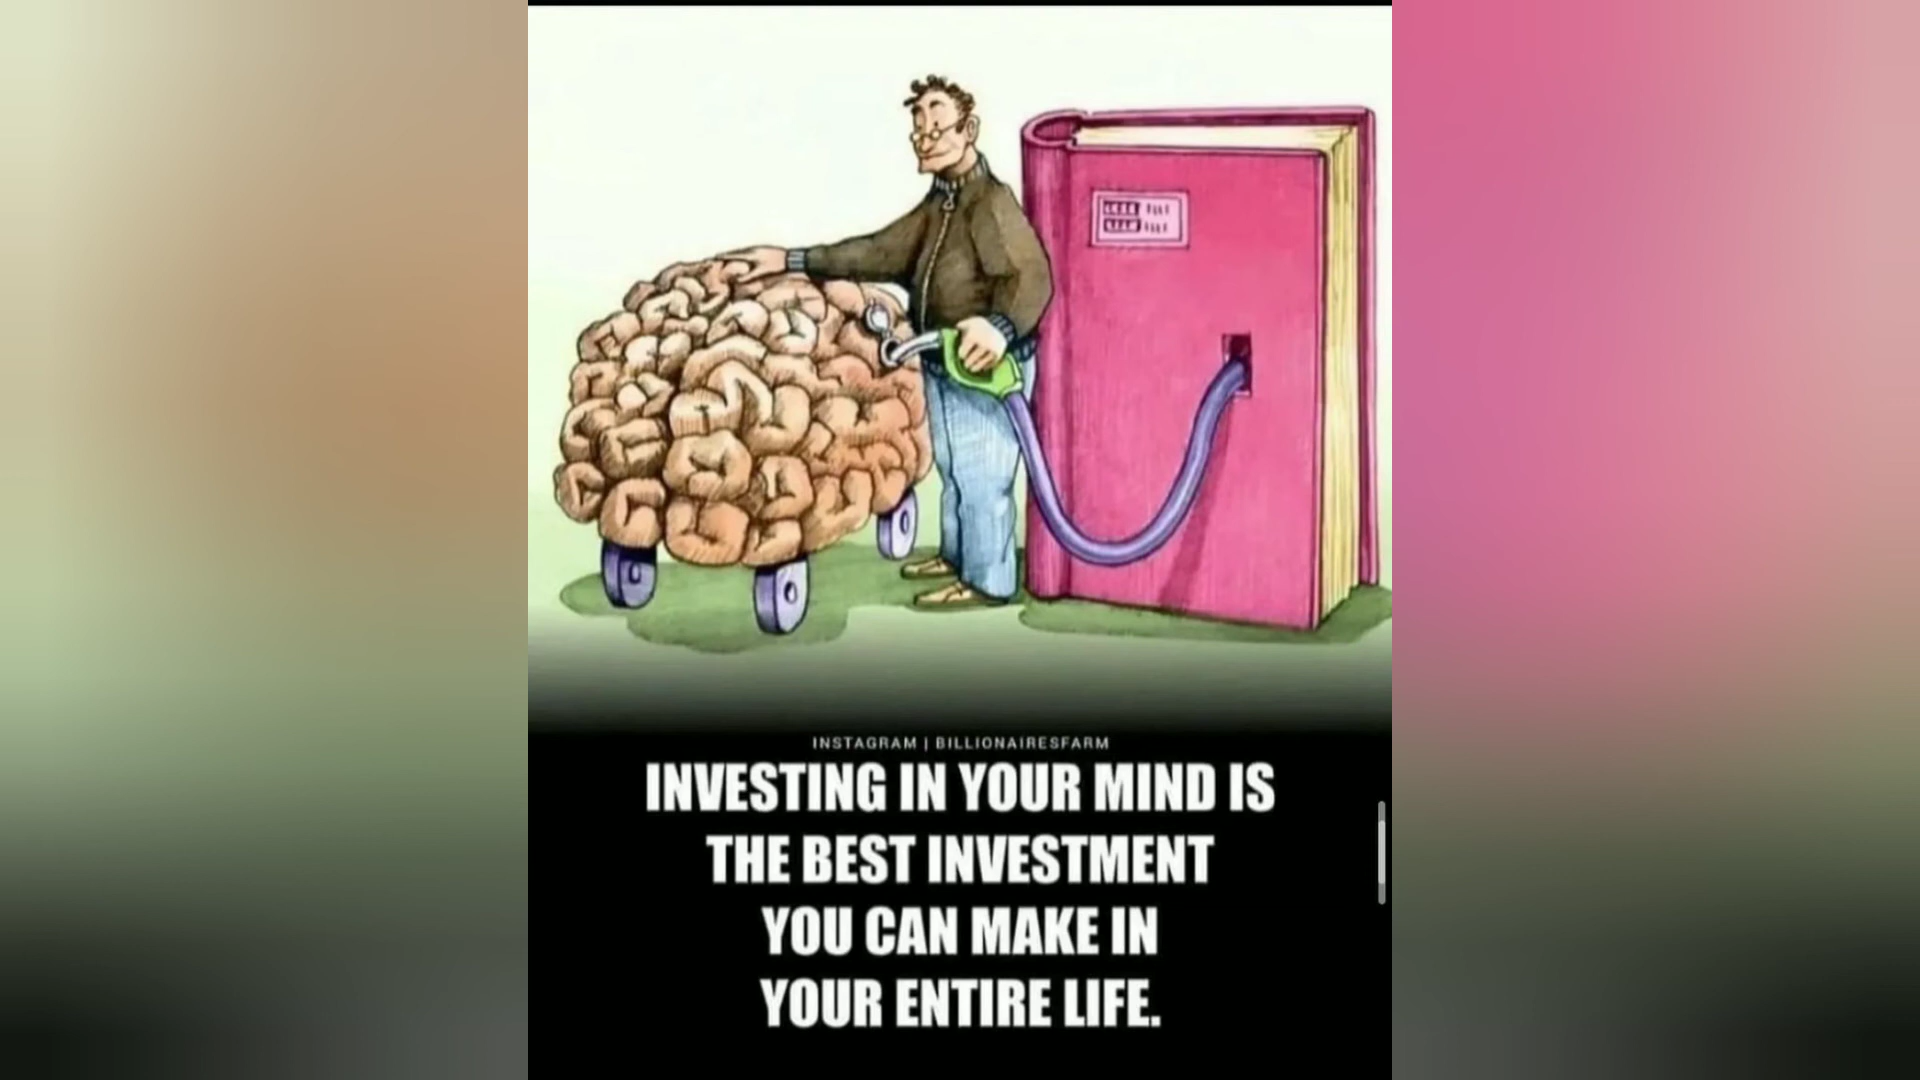 INSTAGRAM | BILLIONAIRESFARM
INVESTING IN YOUR MIND IS
THE BEST INVESTMENT
YOU CAN MAKE IN
YOUR ENTIRE LIFE.